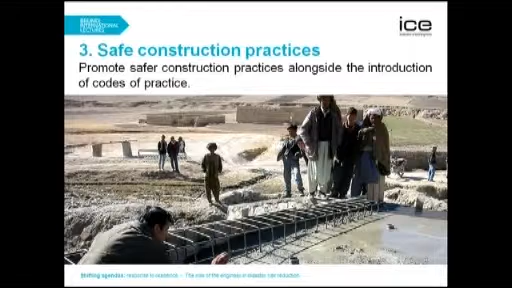 BRUNEL
INTERNATIONAL
LECTURES
ice
3. Safe construction practices
Promote safer construction practices alongside the introduction
of codes of practice.
Shifting agendas: response to resilience – The role of the engineer in disaster risk reduction